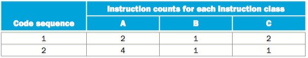 Code sequence
Instruction counts for each instruction class
A B C
1 2 1 2
2 4 1 1